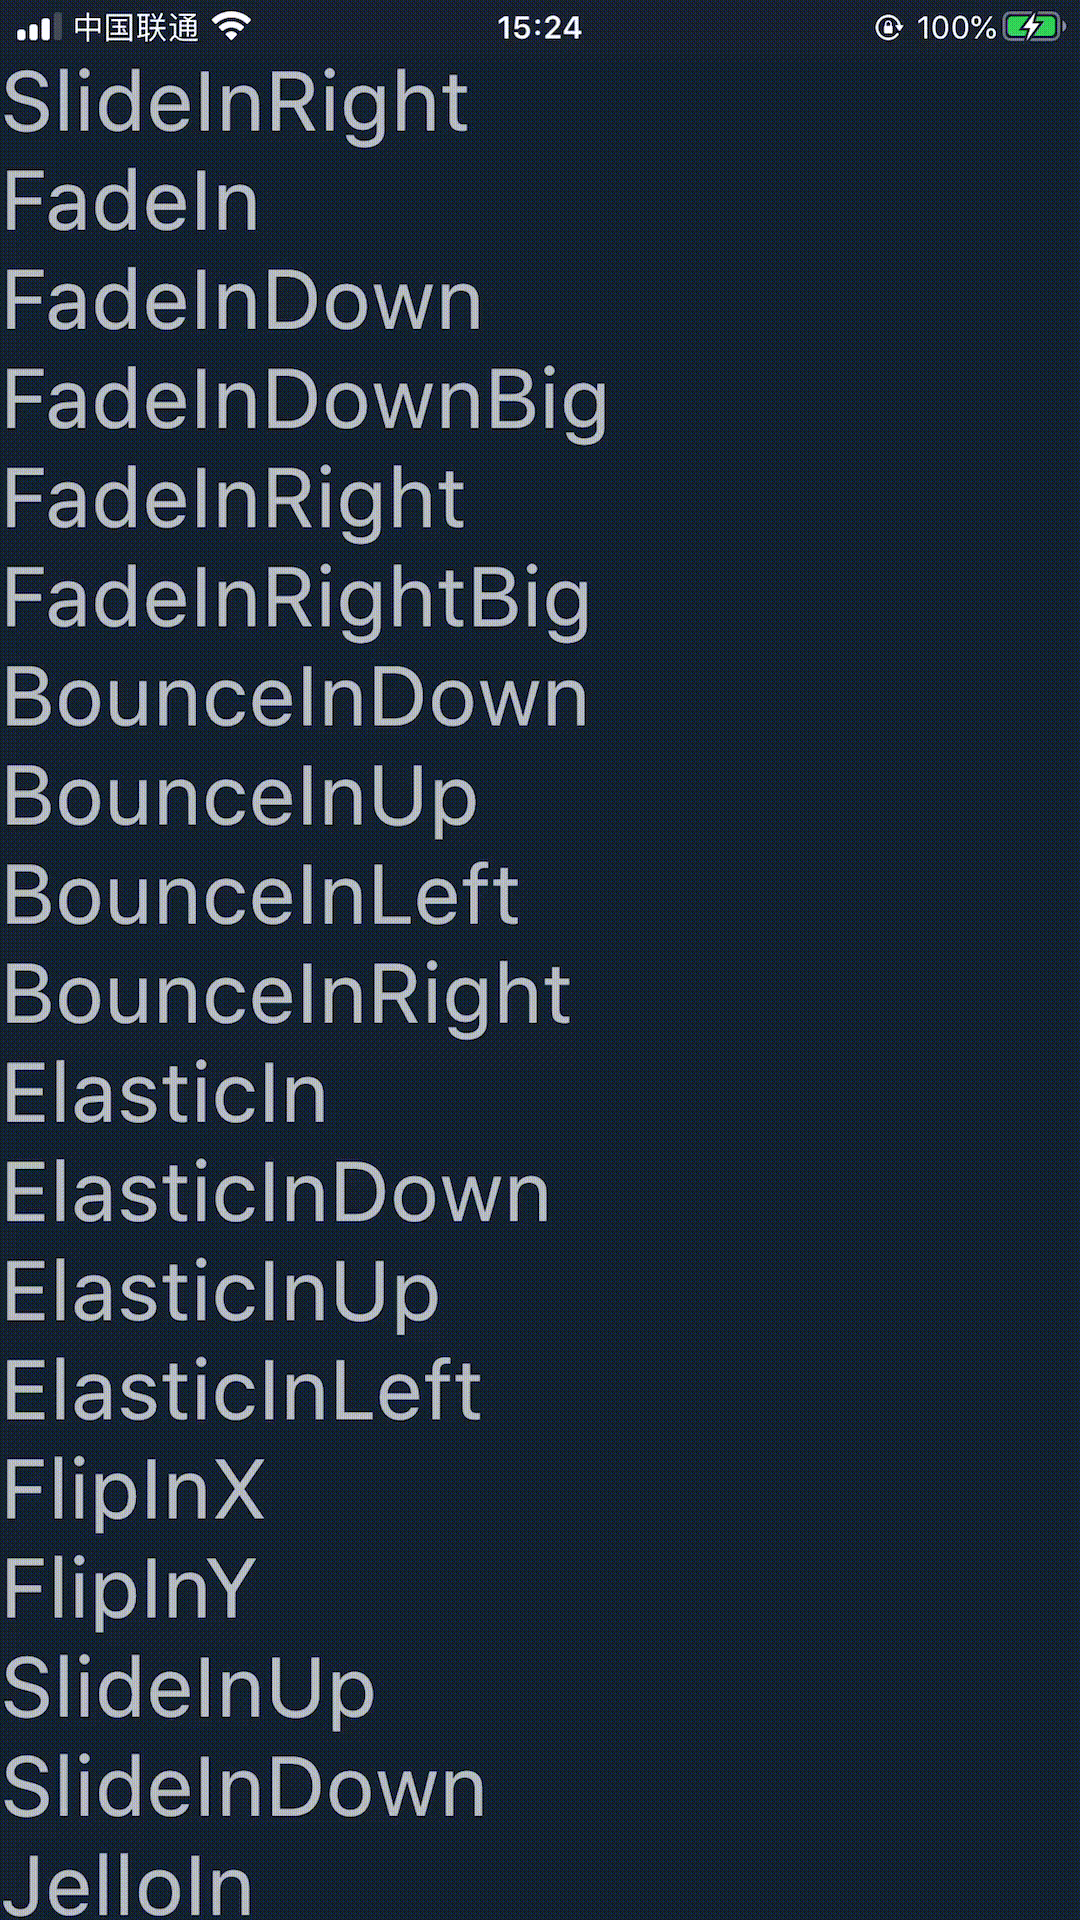 中国联通 15:24 100%
SlideInRight
FadeIn
FadeInDown
FadeInDownBig
FadeInRight
FadeInRightBig
BounceInDown
BounceInUp
BounceInLeft
BounceInRight
ElasticIn
ElasticInDown
ElasticInUp
ElasticInLeft
FlipInX
FlipInY
SlideInUp
SlideInDown
JelloIn